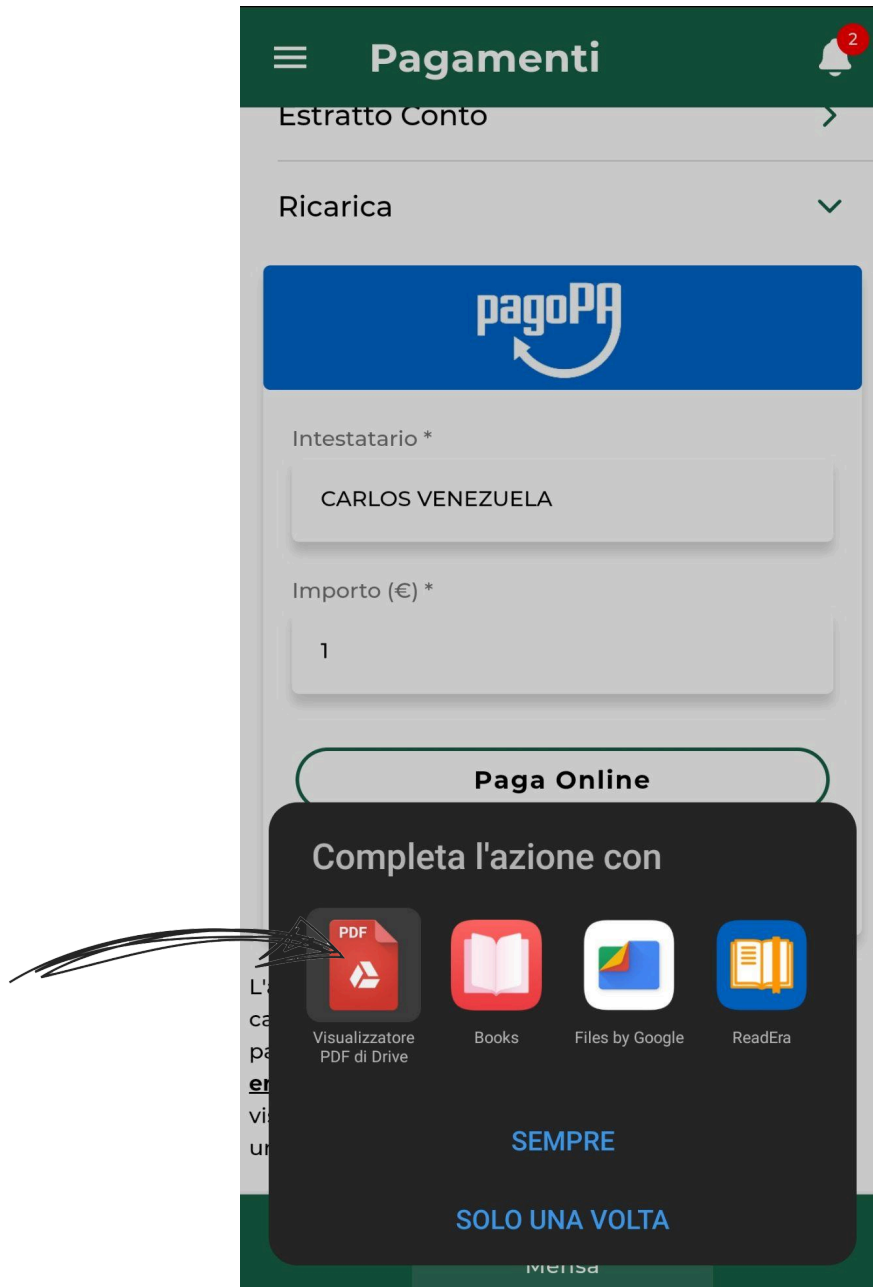 Pagamenti
2
Estratto Conto
Ricarica
pagoPA
Intestatario *
CARLOS VENEZUELA
Importo (€) *
1
Paga Online
Completa l'azione con
PDF
Visualizzatore
PDF di Drive
Books
Files by Google
ReadEra
SEMPRE
SOLO UNA VOLTA
Mensa